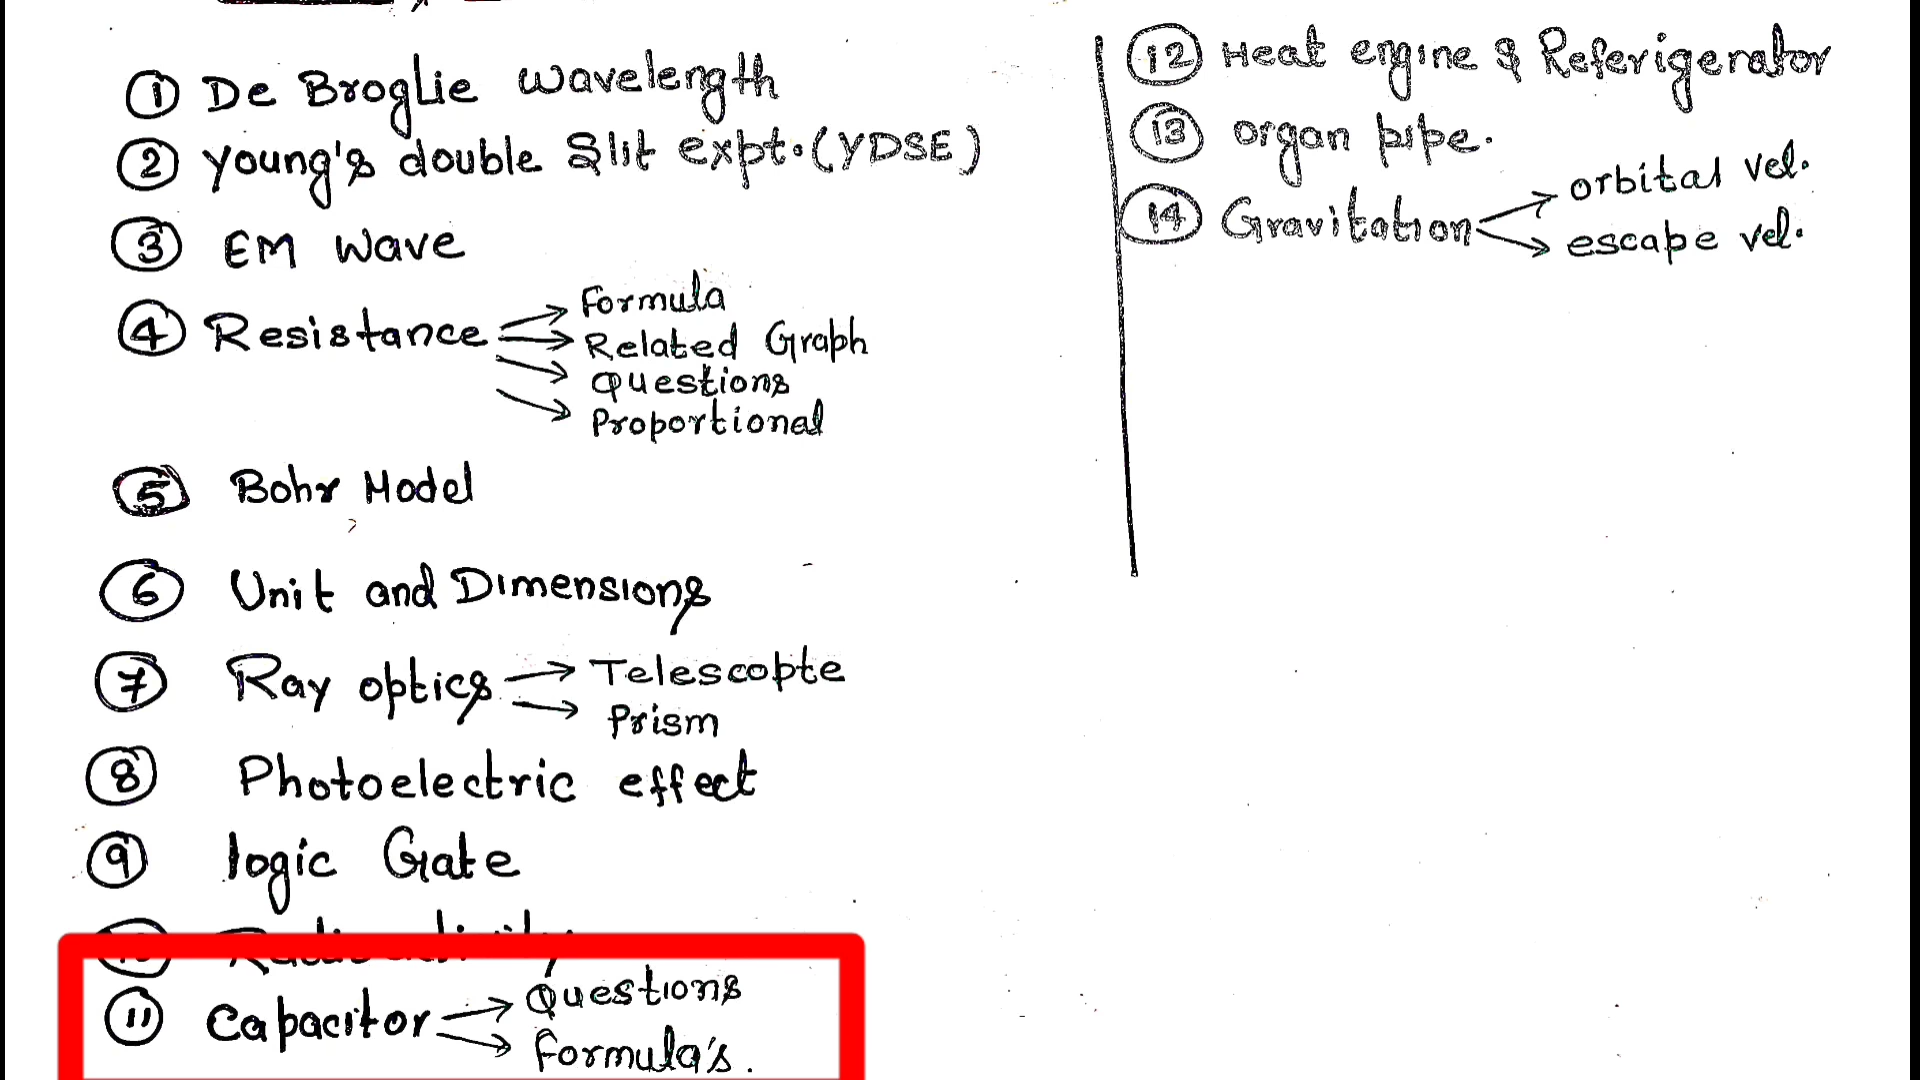 ① De Broglie wavelength
② Young's double slit expt. (YDSE)
③ EM Wave
④ Resistance → Formula
→ Related Graph
→ Questions
→ Proportional
⑤ Bohr Model
⑥ Unit and Dimensions
⑦ Ray optics → Telescopte
→ Prism
⑧ Photoelectric effect
⑨ logic Gate
⑩ Radioactivity
⑪ Capacitor → Questions
→ Formula's.
⑫ Heat engine & Referigerator
⑬ organ pipe.
⑭ Gravitation → orbital vel.
→ escape vel.